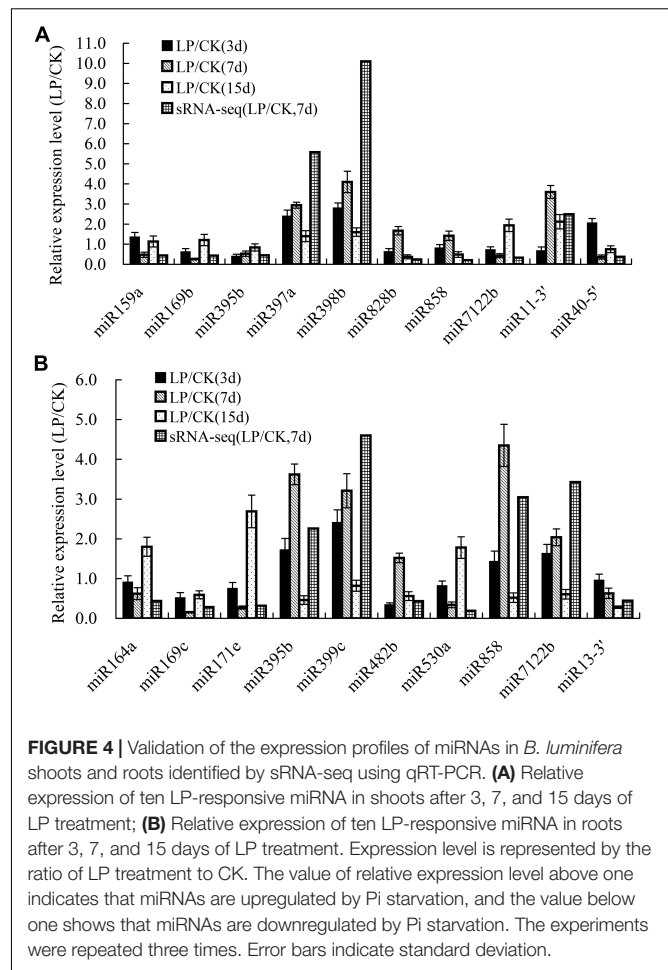 A
11.0
10.0
9.0
8.0
7.0
6.0
5.0
4.0
3.0
2.0
1.0
0.0
Relative expression level (LP/CK)
LP/CK(3d)
LP/CK(7d)
LP/CK(15d)
sRNA-seq(LP/CK,7d)
miR159a
miR169b
miR395b
miR397a
miR398b
miR828b
miR858
miR7122b
miR11-3'
miR40-5'
B
6.0
5.0
4.0
3.0
2.0
1.0
0.0
Relative expression level (LP/CK)
LP/CK(3d)
LP/CK(7d)
LP/CK(15d)
sRNA-seq(LP/CK,7d)
miR164a
miR169c
miR171e
miR395b
miR399c
miR482b
miR530a
miR858
miR7122b
miR13-3'
FIGURE 4 | Validation of the expression profiles of miRNAs in B. luminifera
shoots and roots identified by sRNA-seq using qRT-PCR. (A) Relative
expression of ten LP-responsive miRNA in shoots after 3, 7, and 15 days of
LP treatment; (B) Relative expression of ten LP-responsive miRNA in roots
after 3, 7, and 15 days of LP treatment. Expression level is represented by the
ratio of LP treatment to CK. The value of relative expression level above one
indicates that miRNAs are upregulated by Pi starvation, and the value below
one shows that miRNAs are downregulated by Pi starvation. The experiments
were repeated three times. Error bars indicate standard deviation.